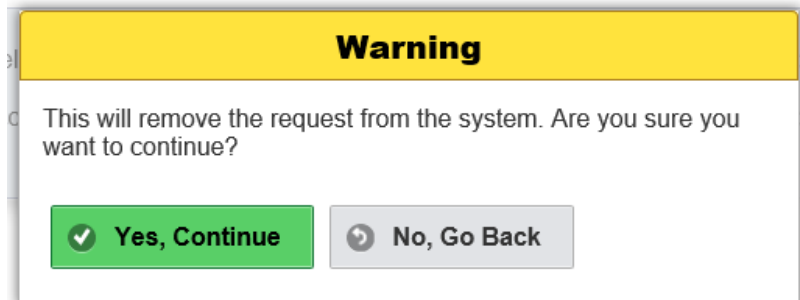 Warning
This will remove the request from the system. Are you sure you
want to continue?
Yes, Continue
No, Go Back